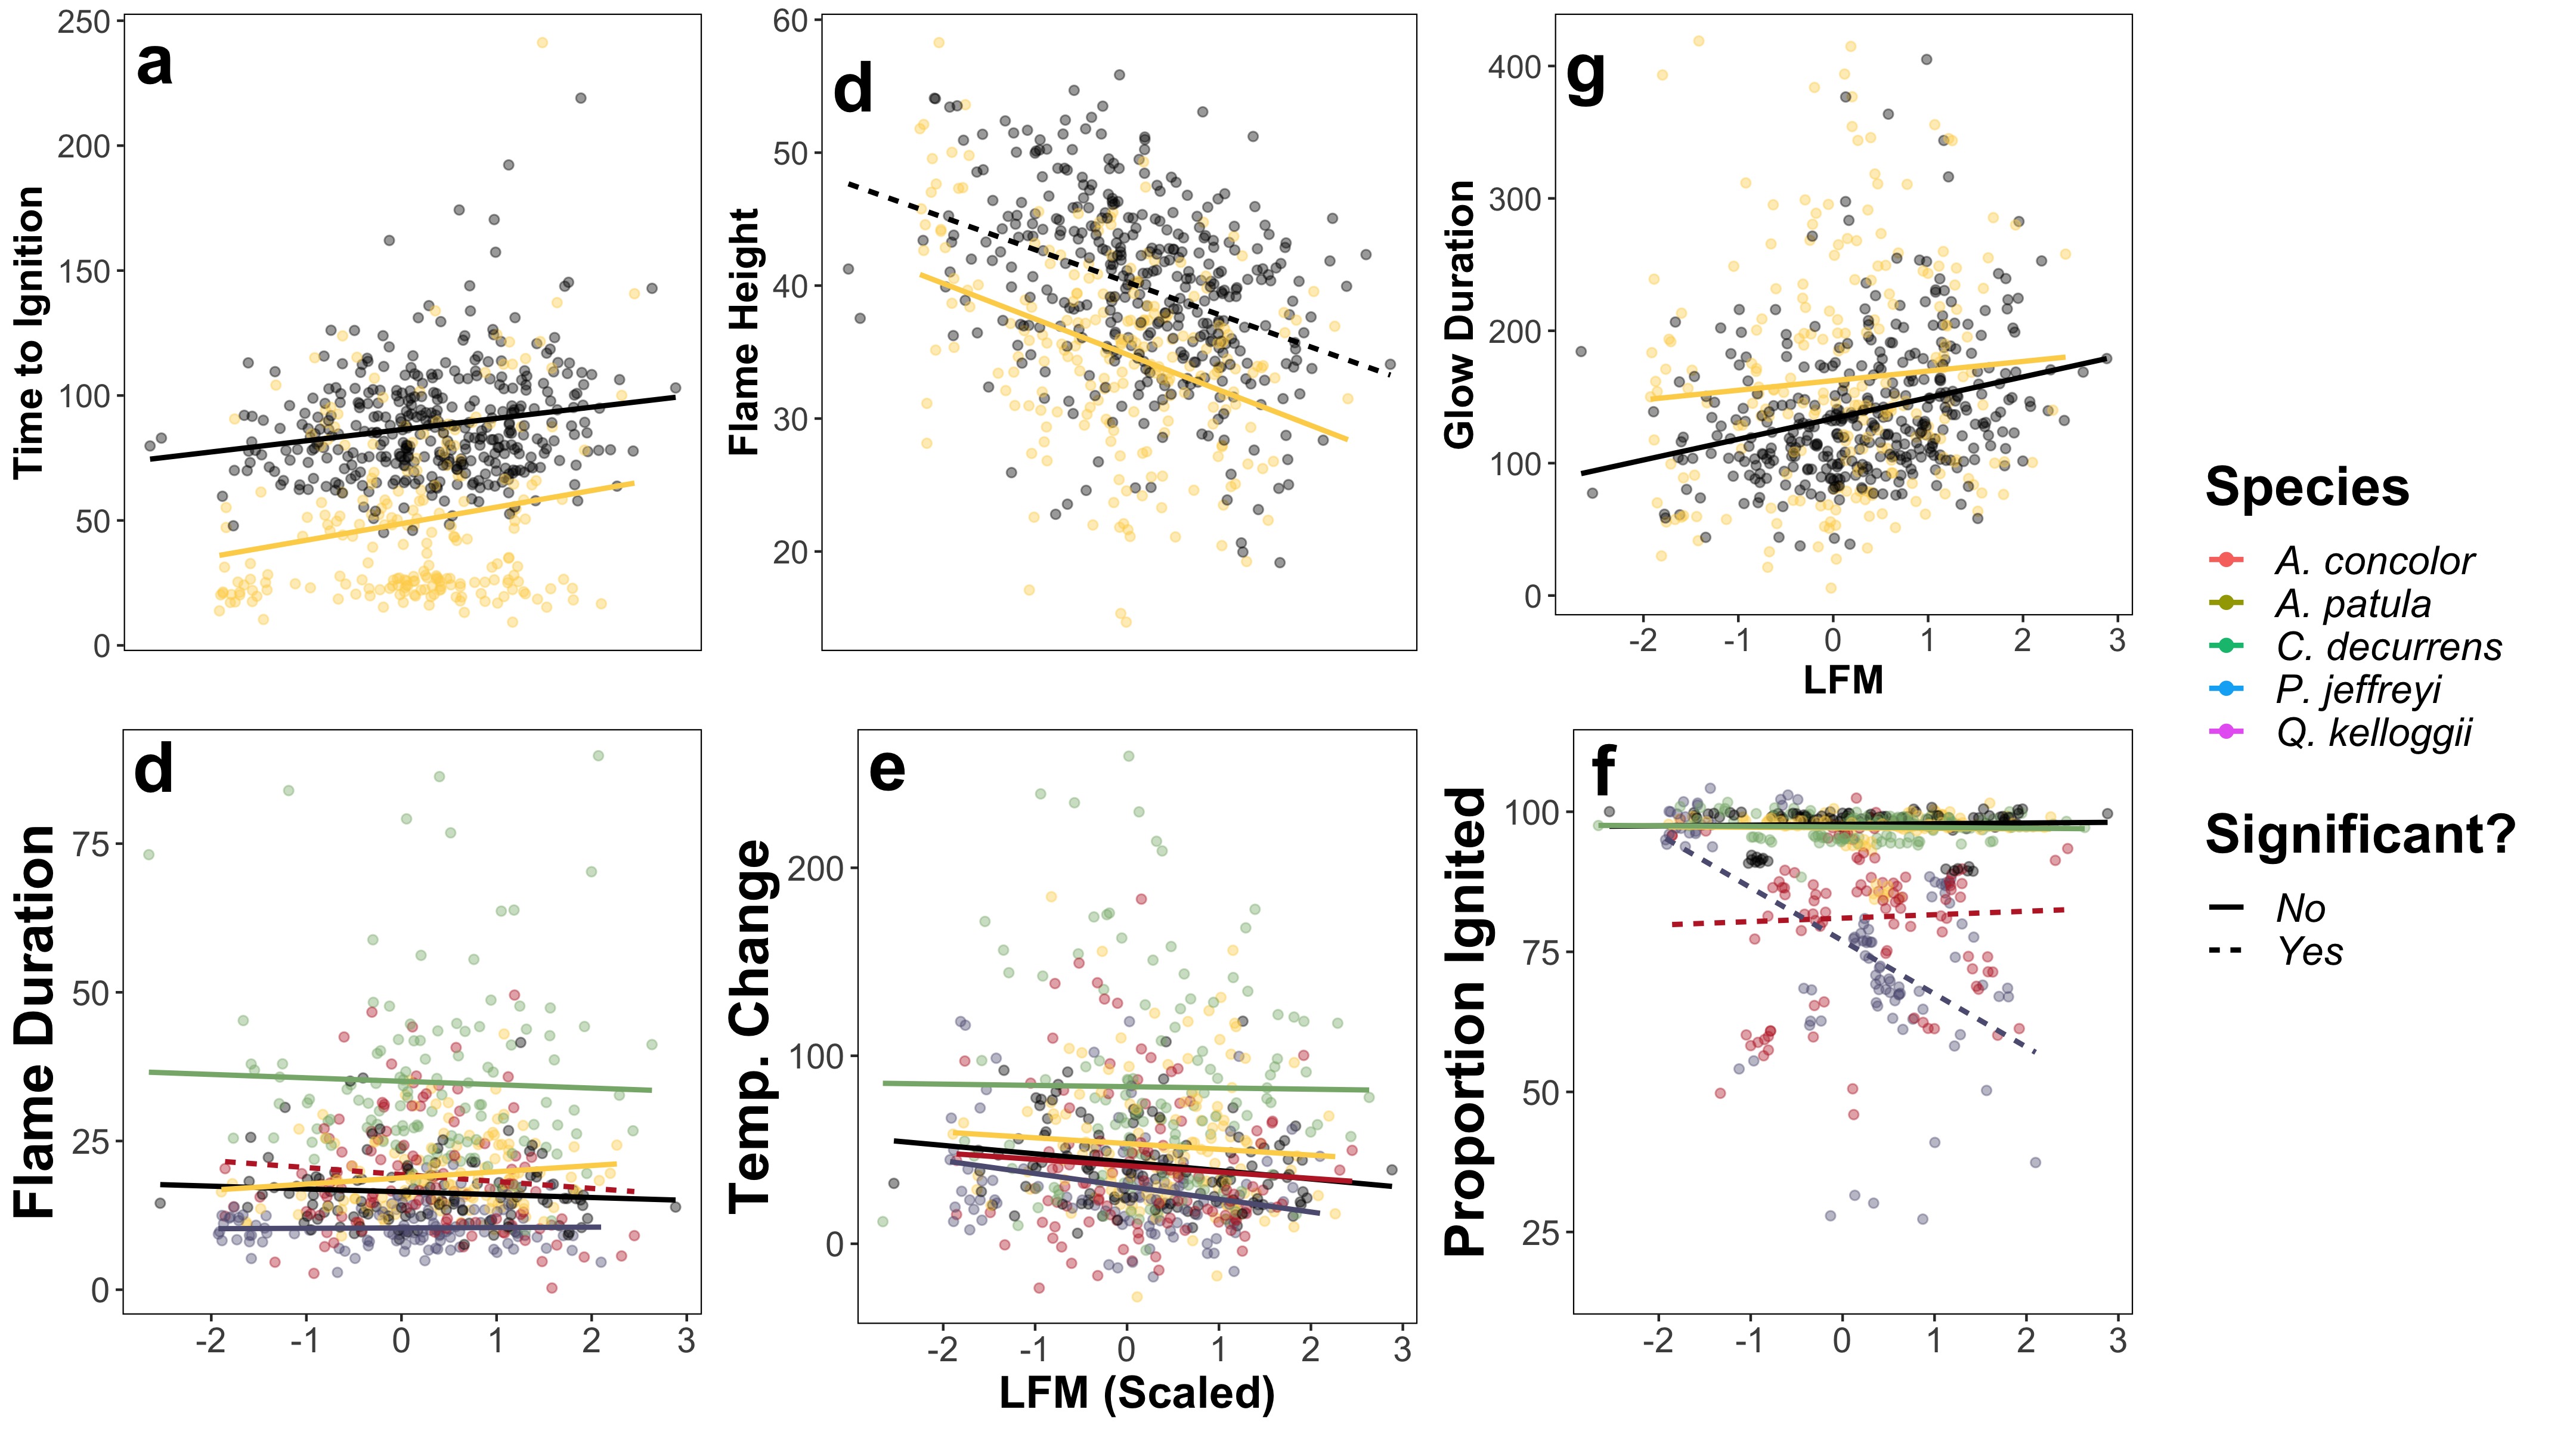 a
Time to Ignition
250
200
150
100
50
0
d
Flame Height
60
50
40
30
20
g
Glow Duration
400
300
200
100
0
-2 -1 0 1 2 3
LFM
d
Flame Duration
75
50
25
0
-2 -1 0 1 2 3
e
Temp. Change
200
100
0
-2 -1 0 1 2 3
LFM (Scaled)
f
Proportion Ignited
100
75
50
25
-2 -1 0 1 2 3
Species
A. concolor
A. patula
C. decurrens
P. jeffreyi
Q. kelloggii
Significant?
No
Yes